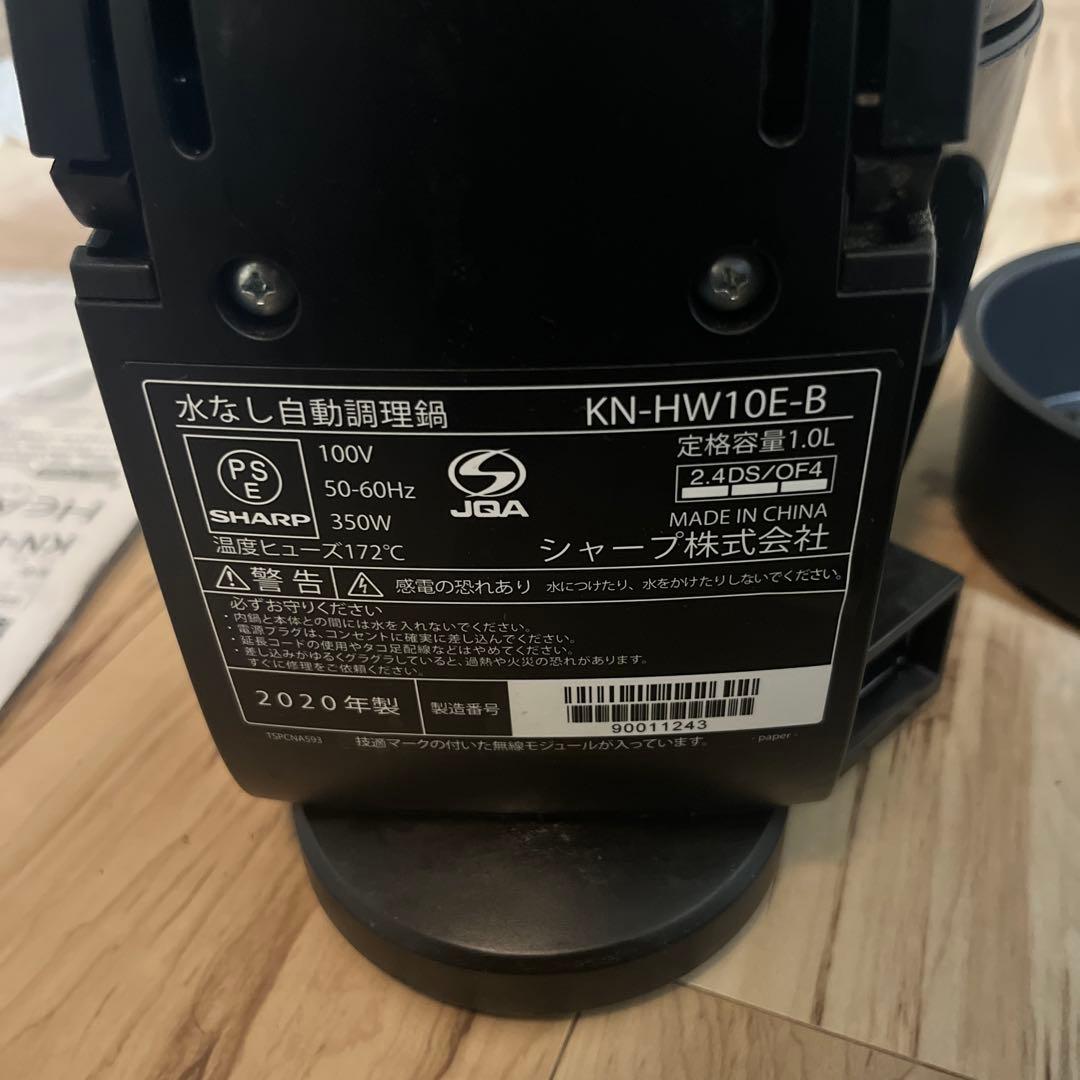 水なし自動調理鍋 KN-HW10E-B
PSE
SHARP
100V
50-60Hz
350W
温度ヒューズ172℃
JQA
定格容量1.0L
2.4DS/OF4
MADE IN CHINA
シャープ株式会社
警告 感電の恐れあり 水につけたり、水をかけたりしないでください。
必ずお守りください
・内鍋と本体との間には水を入れないでください。
・電源プラグは、コンセントに確実に差し込んでください。
・延長コードの使用やタコ足配線などはやめてください。
・差し込みがゆるくグラグラしていると、過熱や火災の恐れがあります。
すぐに修理をご依頼ください。
2020年製 製造番号 90011243
TSPCNA593 技適マークの付いた無線モジュールが入っています。 - paper -